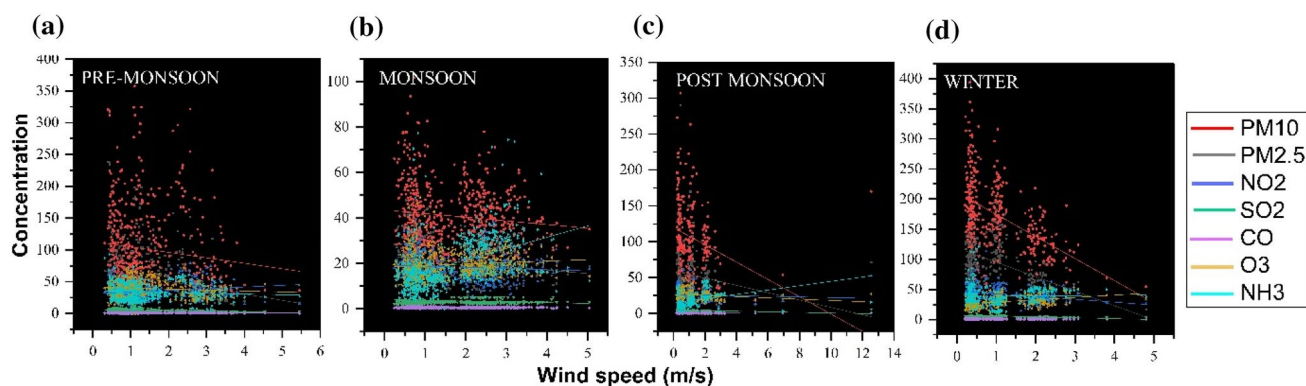 (a)
(b)
(c)
(d)
PRE-MONSOON
MONSOON
POST MONSOON
WINTER
Concentration
400
350
300
250
200
150
100
50
0
0 1 2 3 4 5 6
100
80
60
40
20
0
0 1 2 3 4 5
350
300
250
200
150
100
50
0
0 2 4 6 8 10 12 14
400
350
300
250
200
150
100
50
0
0 1 2 3 4 5
Wind speed (m/s)
PM10
PM2.5
NO2
SO2
CO
O3
NH3